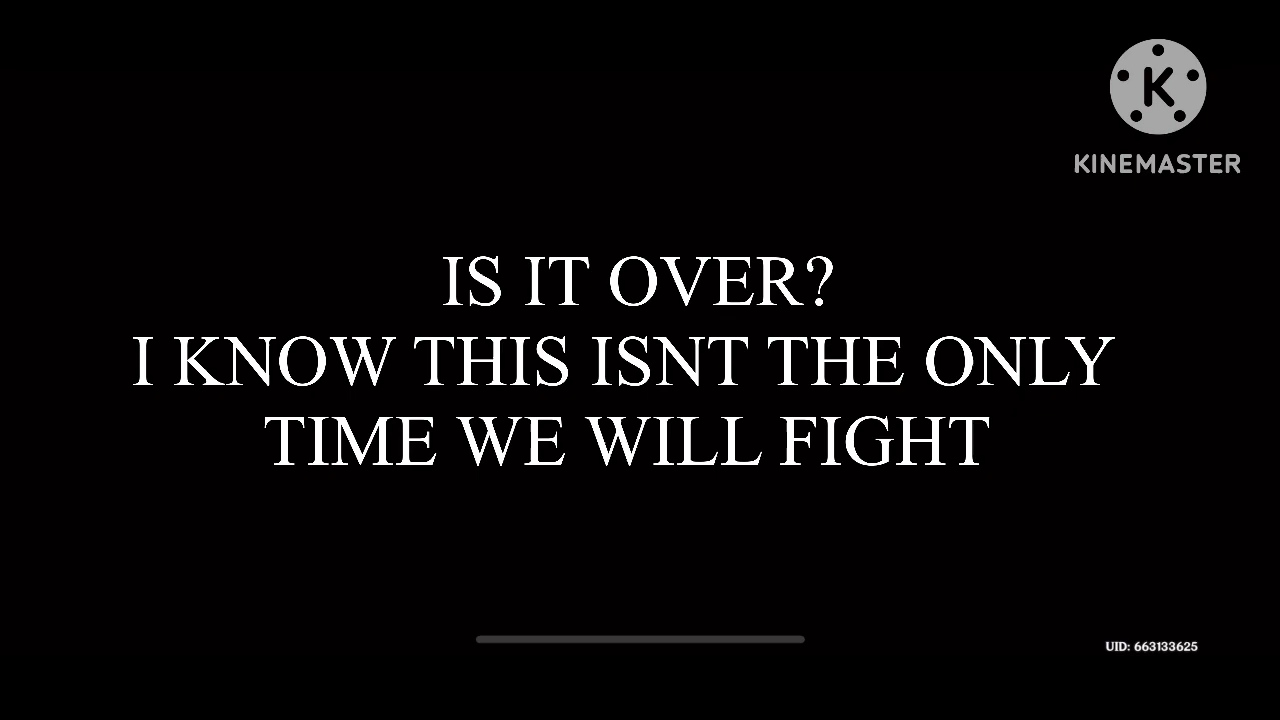 K
KINEMASTER
IS IT OVER?
I KNOW THIS ISNT THE ONLY
TIME WE WILL FIGHT
UID: 663133625